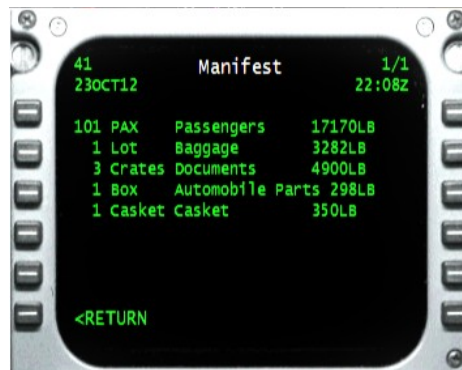 41 Manifest 1/1
23OCT12 22:08Z
101 PAX Passengers 17170LB
1 Lot Baggage 3282LB
3 Crates Documents 4900LB
1 Box Automobile Parts 298LB
1 Casket Casket 350LB
<RETURN